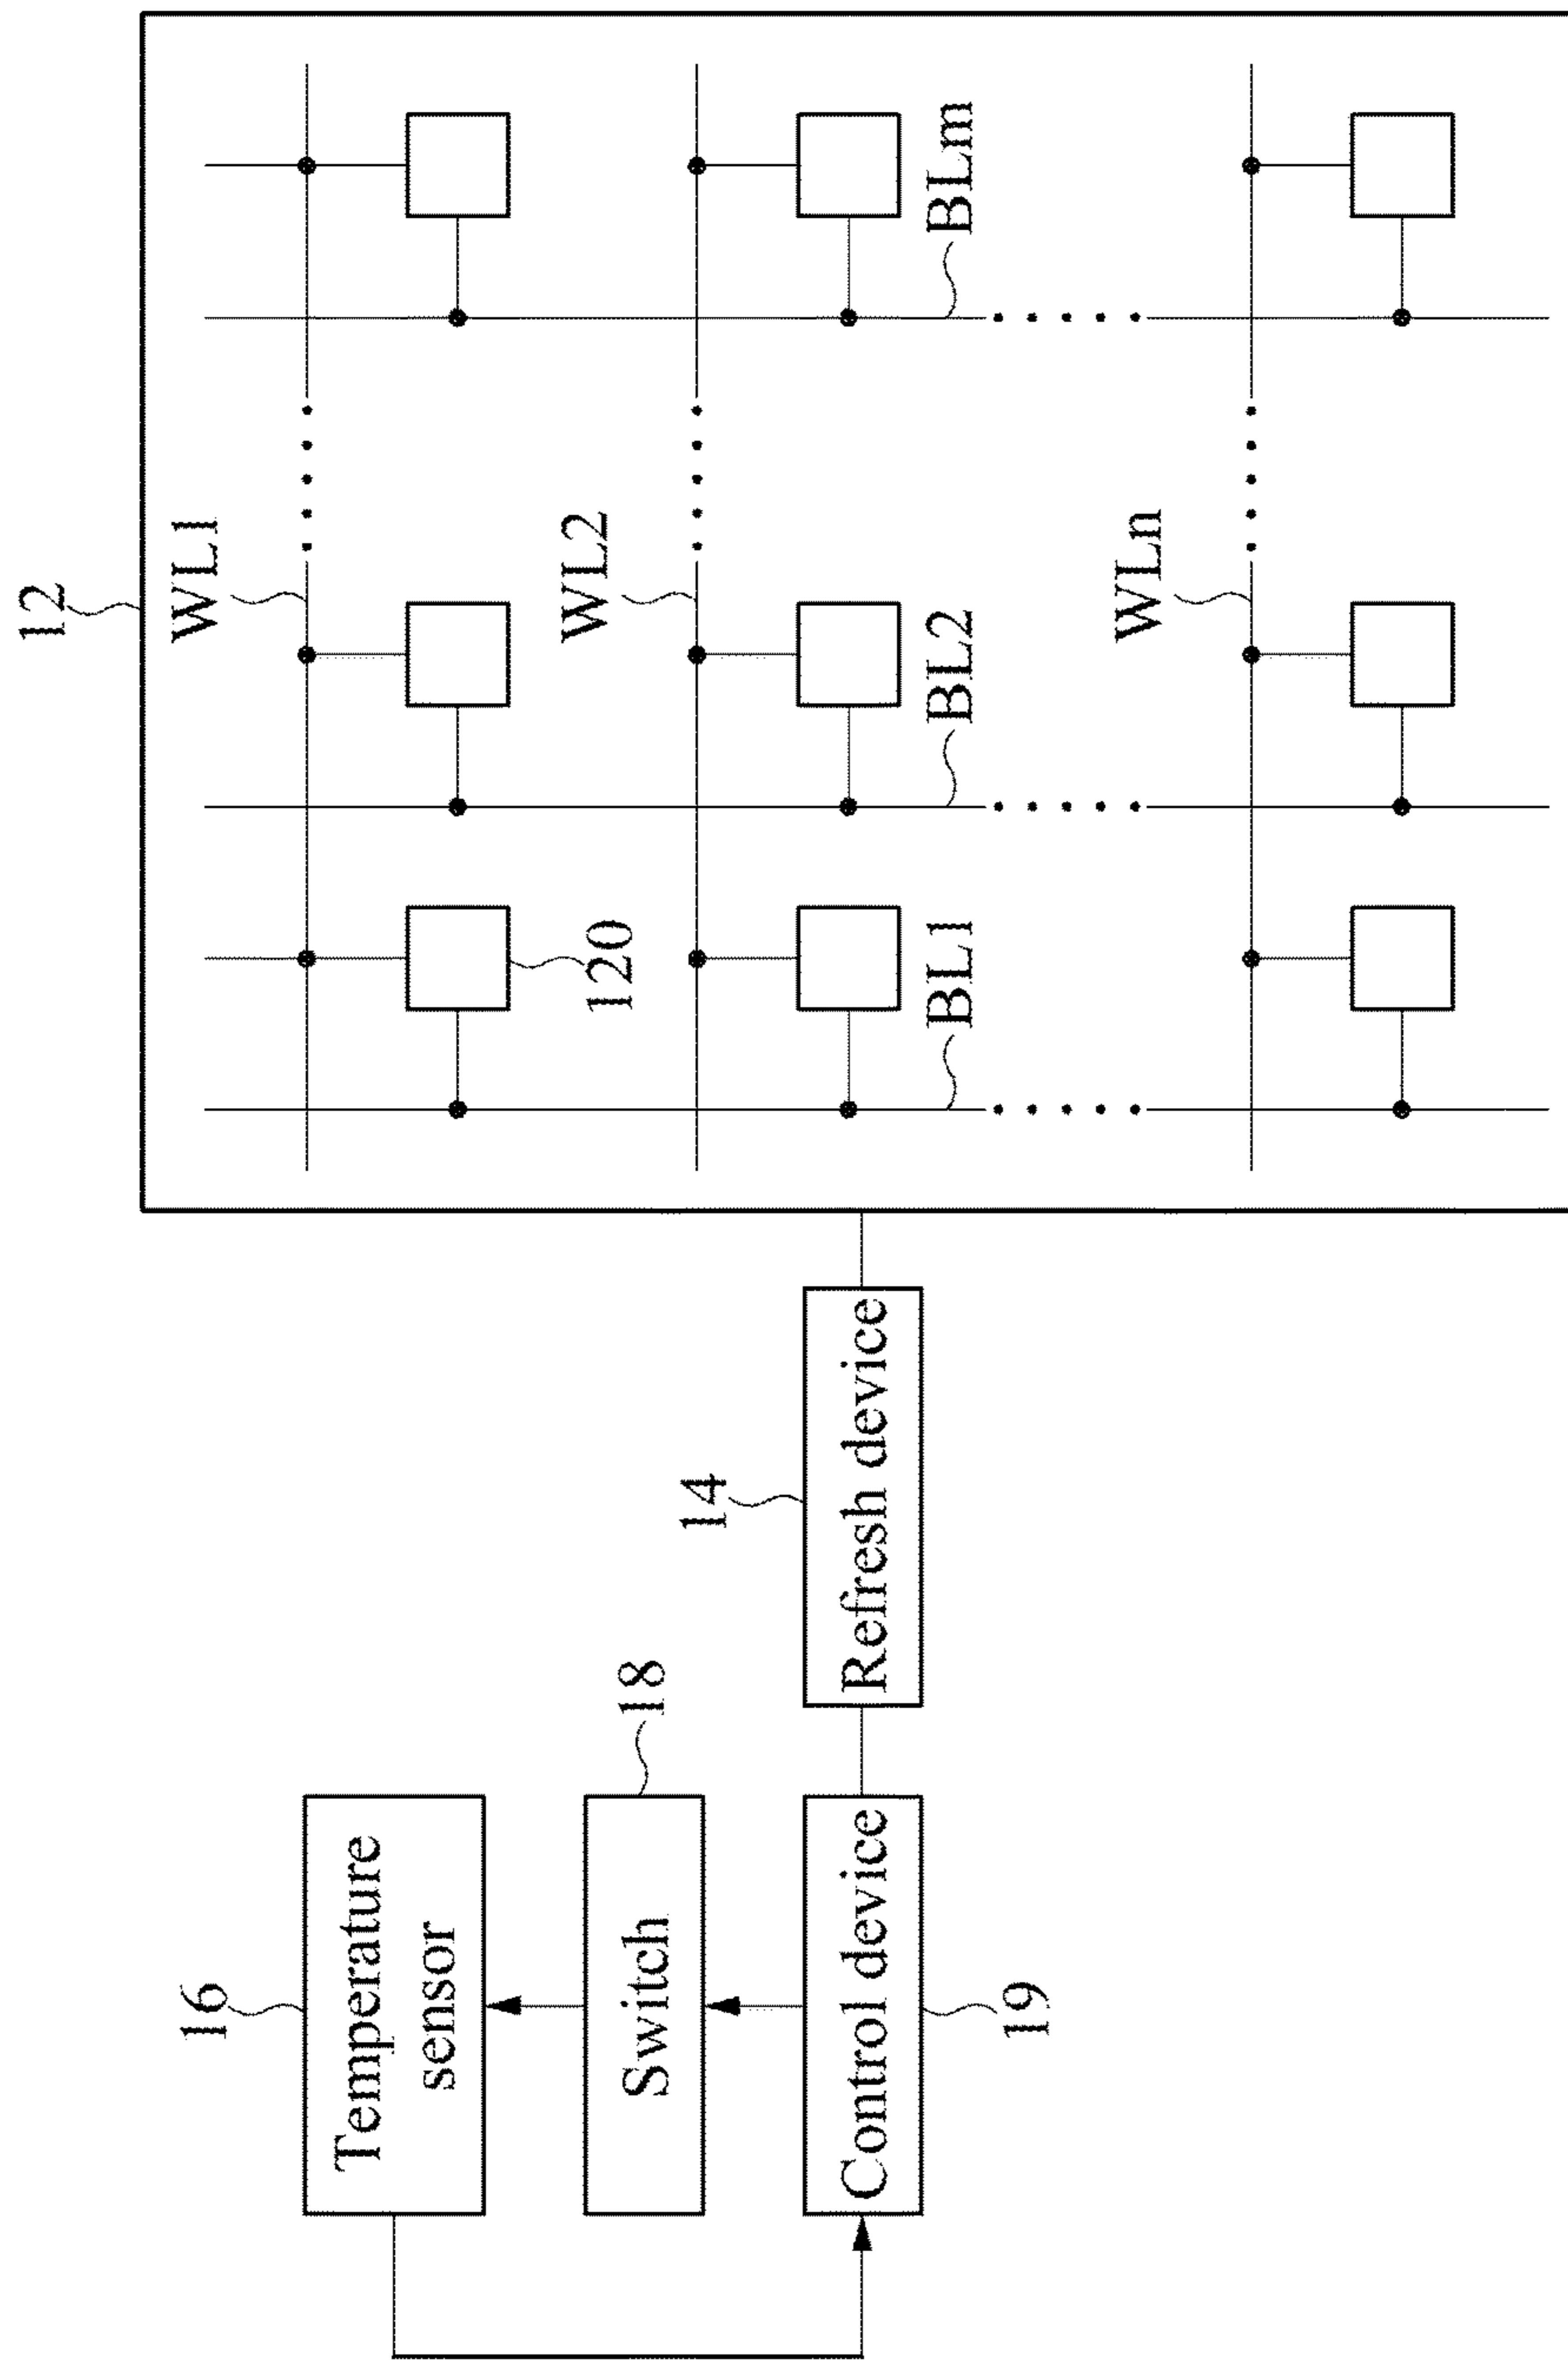 12
WL1
WL2
BLm
BL2
WLn
120
BL1
14
Refresh device
16
Temperature
sensor
18
Switch
Control device
19